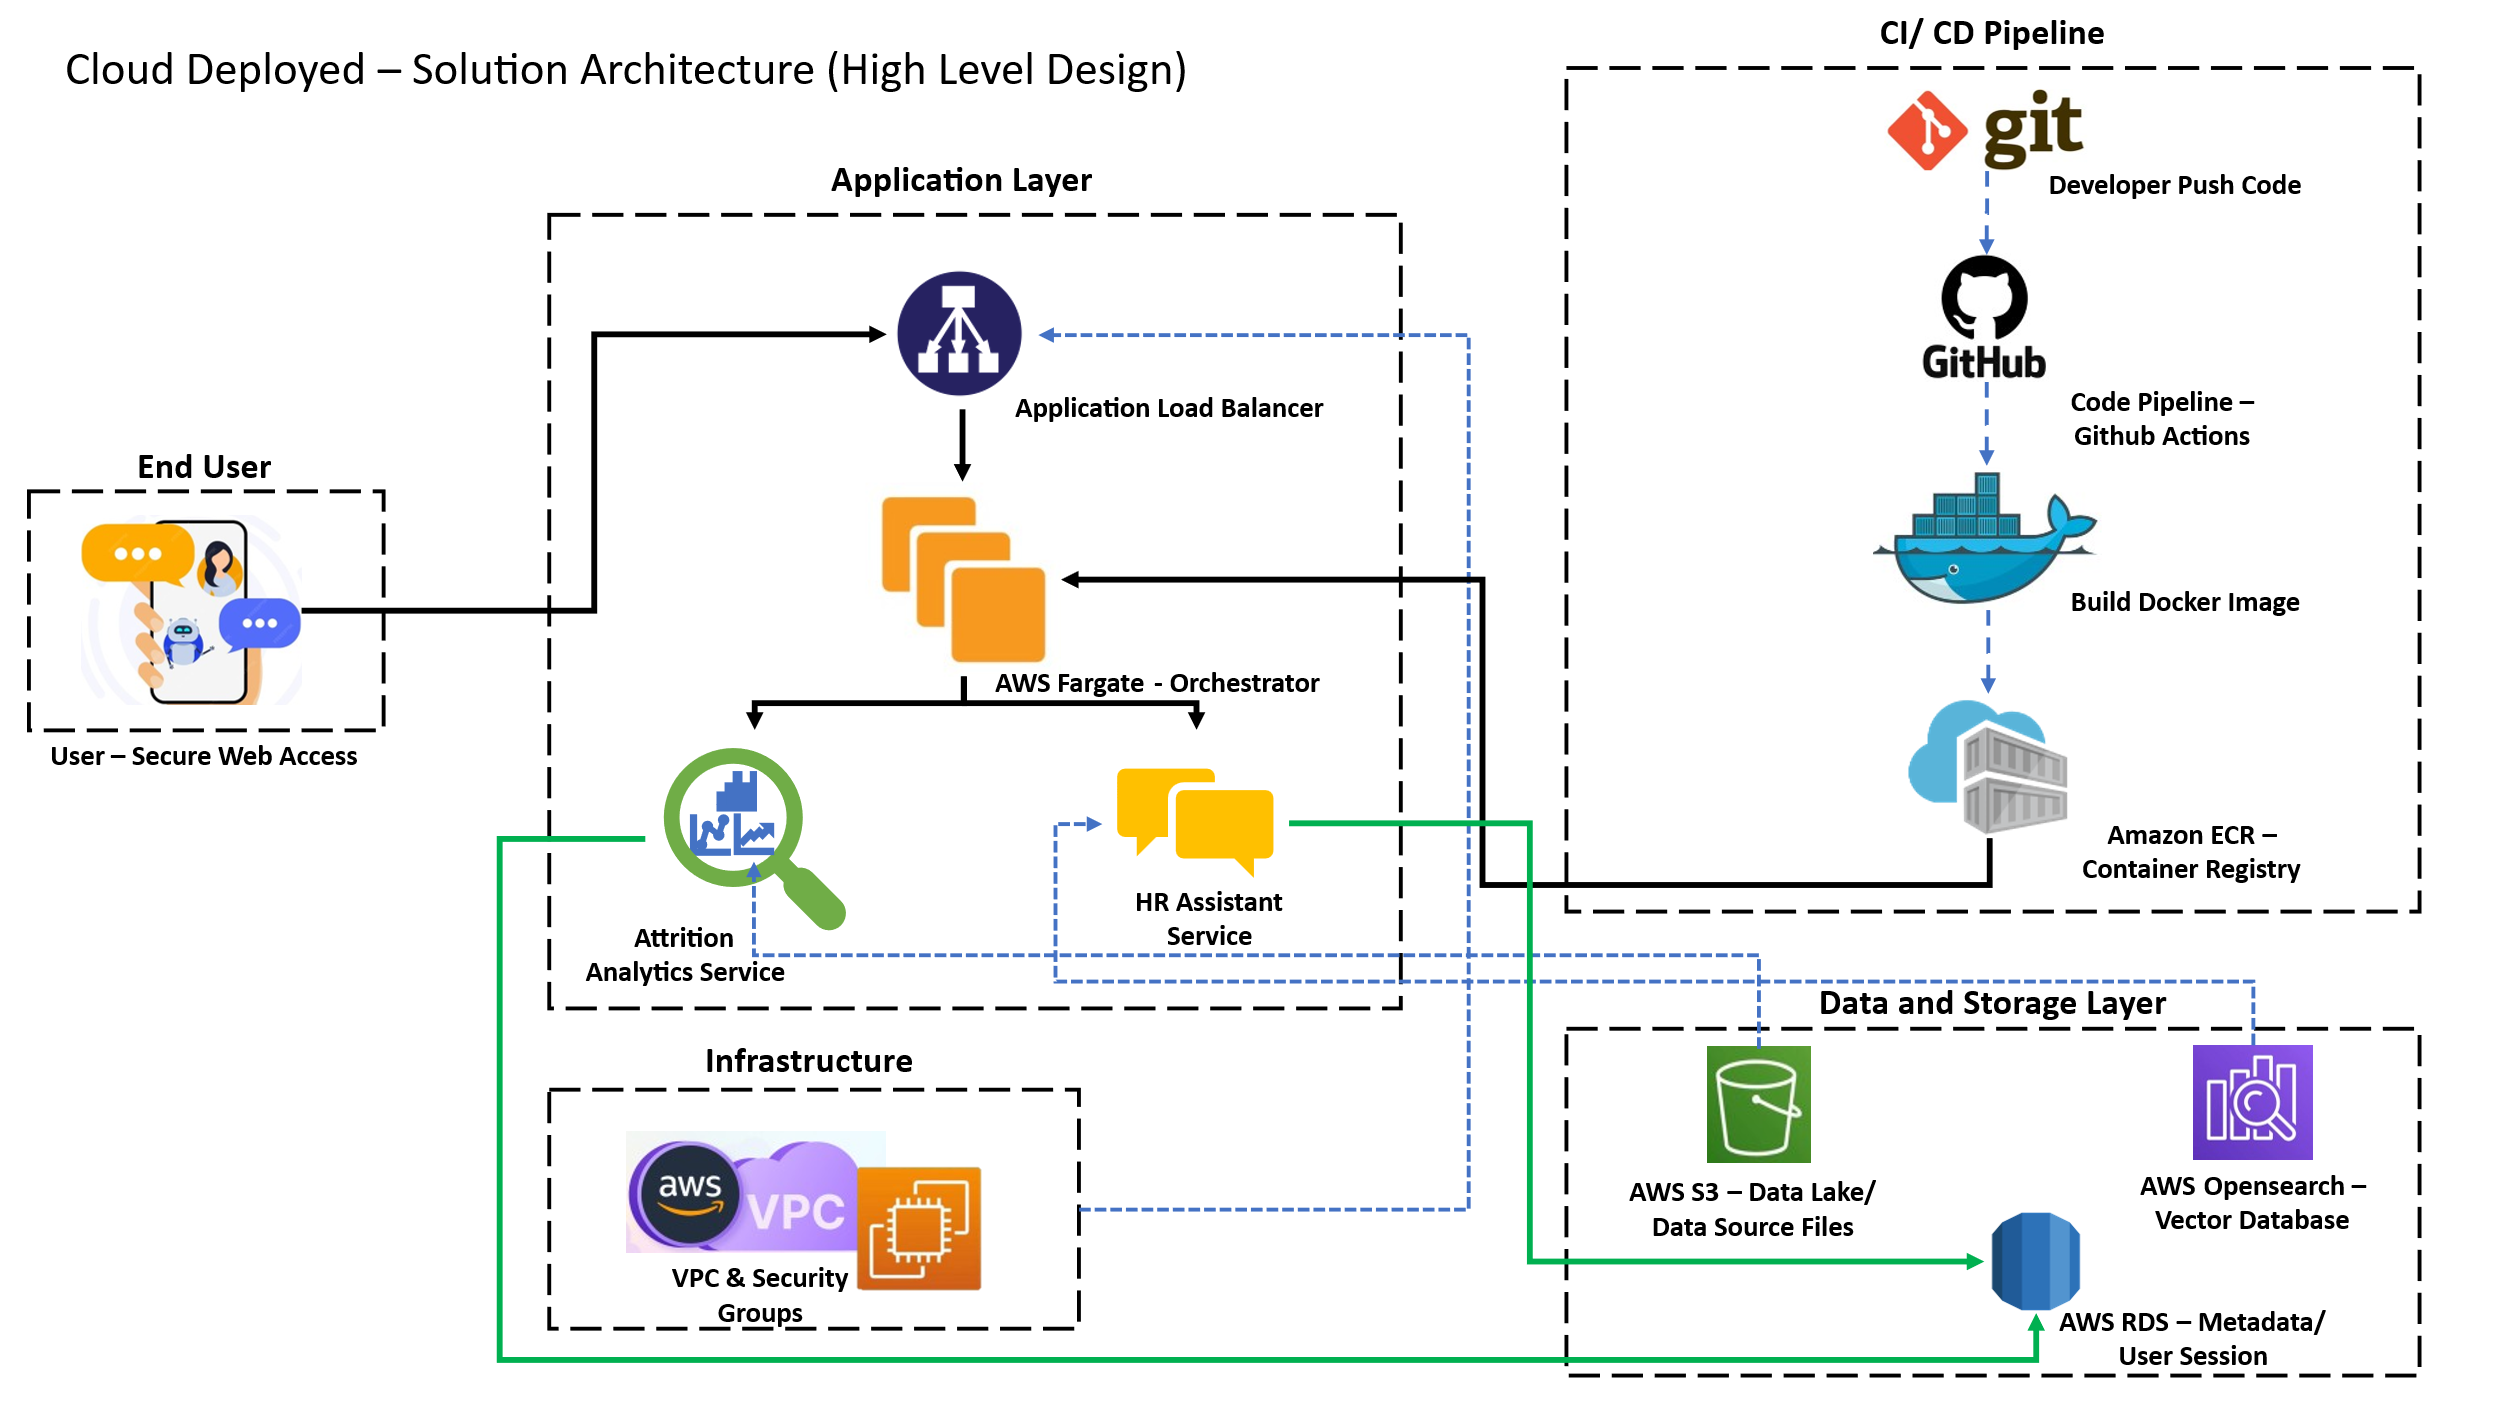 Cloud Deployed – Solution Architecture (High Level Design)
CI/ CD Pipeline
git
Developer Push Code
GitHub
Code Pipeline –
Github Actions
Build Docker Image
Amazon ECR –
Container Registry
Application Layer
Application Load Balancer
AWS Fargate - Orchestrator
Attrition
Analytics Service
HR Assistant
Service
End User
User – Secure Web Access
Infrastructure
aws
VPC
VPC & Security
Groups
Data and Storage Layer
AWS S3 – Data Lake/
Data Source Files
AWS Opensearch –
Vector Database
AWS RDS – Metadata/
User Session